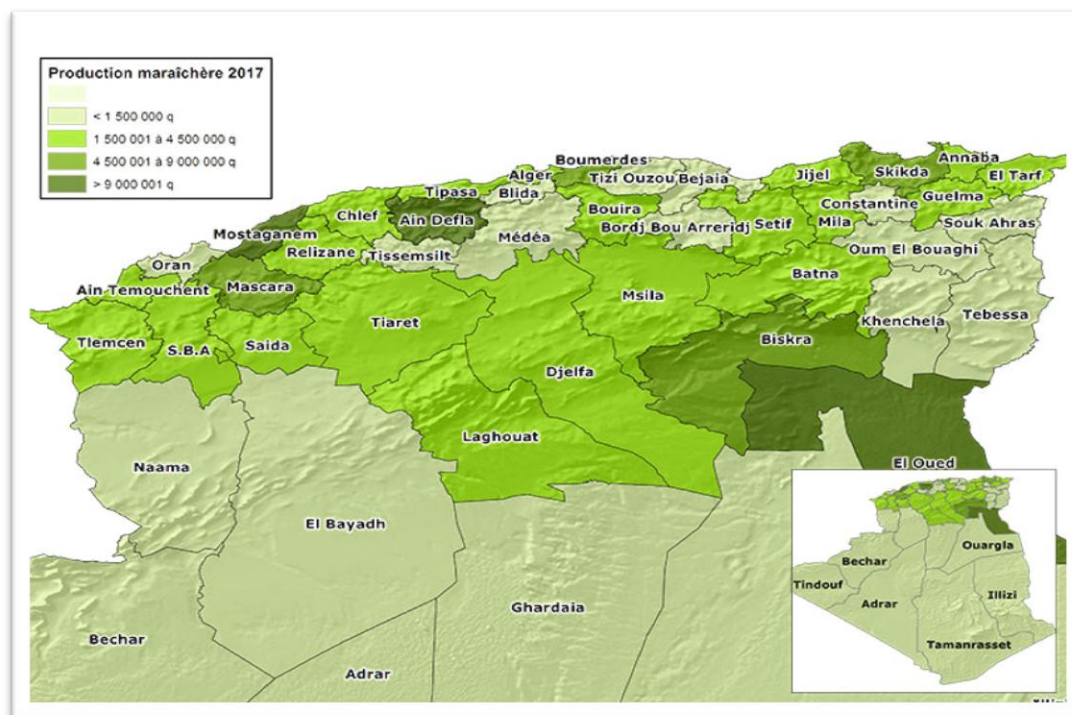 Production maraîchère 2017
< 1 500 000 q
1 500 001 à 4 500 000 q
4 500 001 à 9 000 000 q
> 9 000 001 q
Boumerdes
Annaba
Alger
Tizi Ouzou
Bejaia
Jijel
Skikda
El Tarf
Tipasa
Blida
Constantine
Guelma
Chlef
Ain Defla
Bouira
Mila
Souk Ahras
Mostaganem
Médéa
Bordj Bou Arreridj
Setif
Relizane
Tissemsilt
Oum El Bouaghi
Oran
Batna
Ain Temouchent
Mascara
Msila
Tebessa
Tiaret
Khenchela
Tlemcen
S.B.A
Saida
Biskra
Djelfa
Laghouat
Naama
El Oued
El Bayadh
Ouargla
Bechar
Tindouf
Adrar
Illizi
Ghardaia
Bechar
Tamanrasset
Adrar